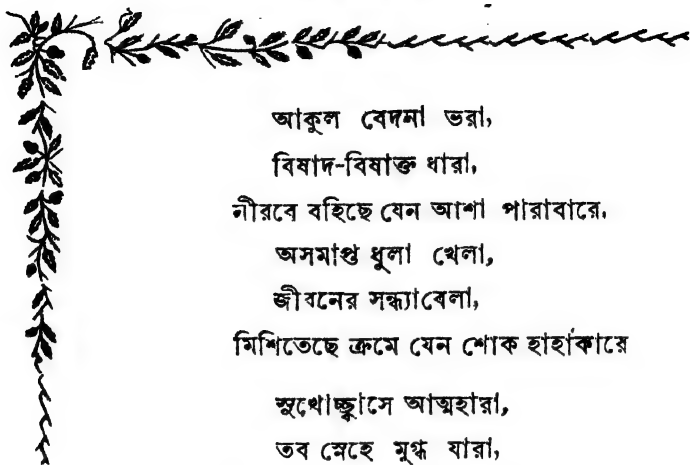 আকুল বেদনা ভরা,
বিষাদ-বিষাক্ত ধারা,
নীরবে বহিছে যেন আশা পারাবারে,
অসমাপ্ত ধুলা খেলা,
জীবনের সন্ধ্যাবেলা,
মিশিতেছে ক্রমে যেন শোক হাহাকারে
সুখোচ্ছ্বাসে আত্মহারা,
তব স্নেহে মুগ্ধ যারা,